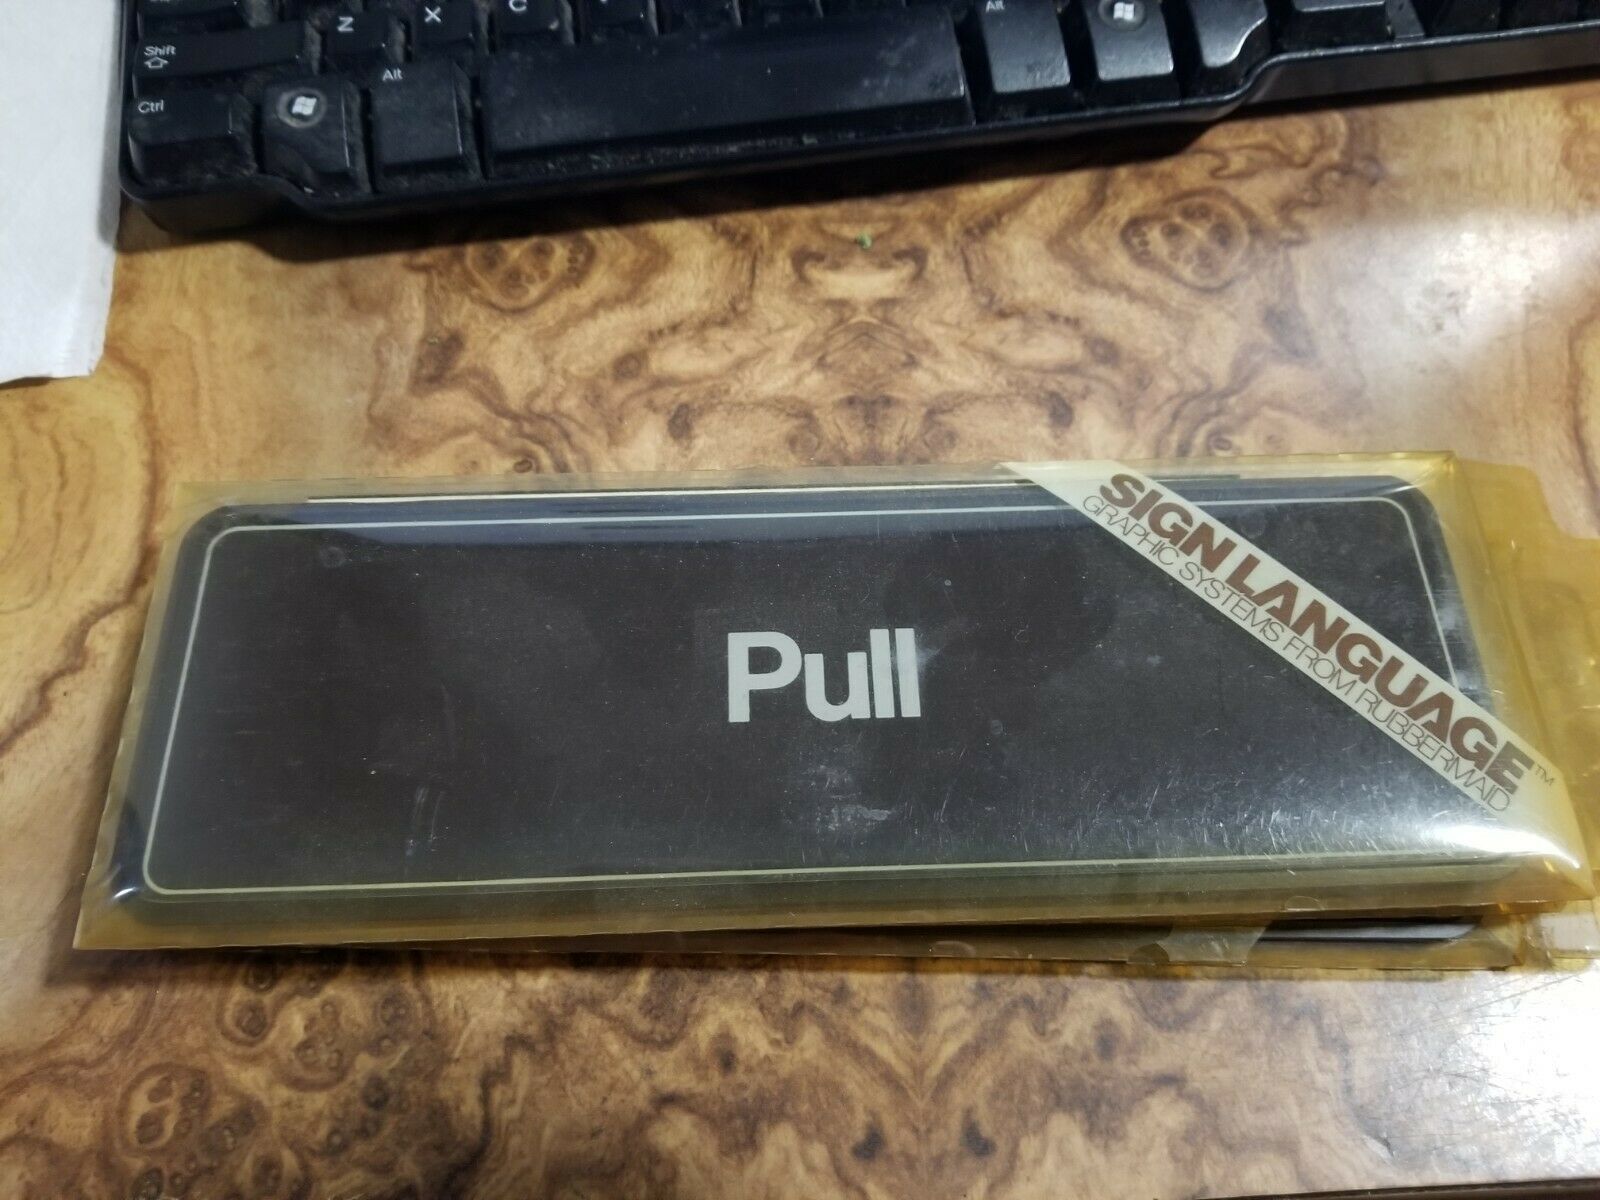 Z X C
Shift
Alt
Alt
Ctrl
Pull
SIGN LANGUAGE™
GRAPHIC SYSTEMS FROM RUBBERMAID